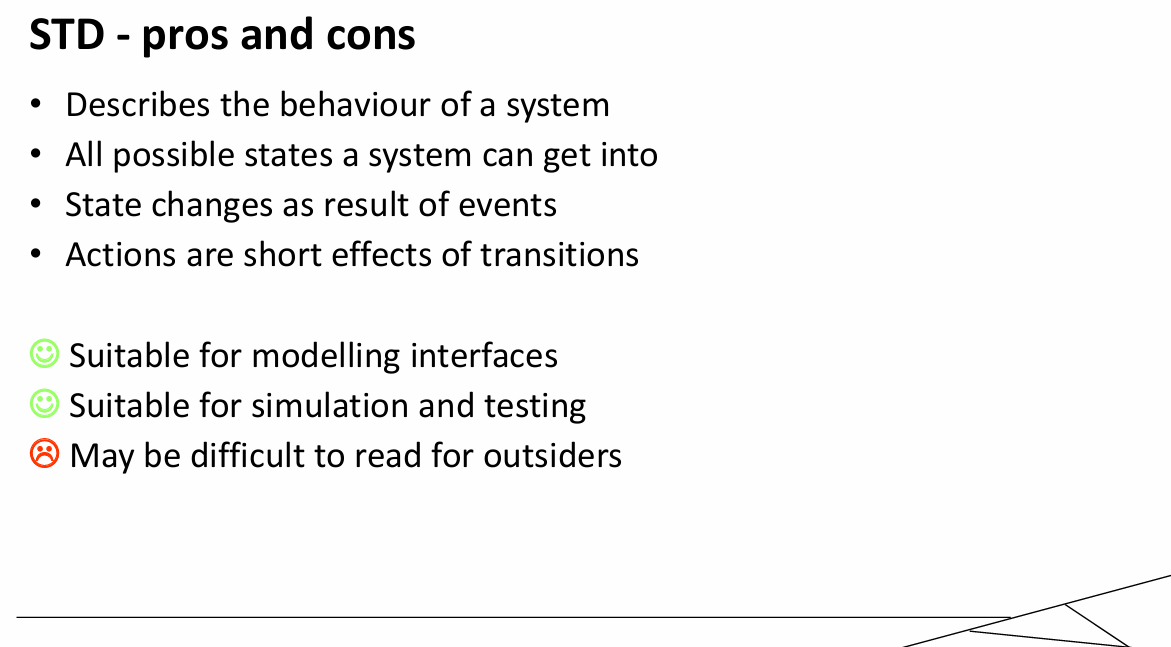 STD - pros and cons
• Describes the behaviour of a system
• All possible states a system can get into
• State changes as result of events
• Actions are short effects of transitions
☺ Suitable for modelling interfaces
☺ Suitable for simulation and testing
☹ May be difficult to read for outsiders